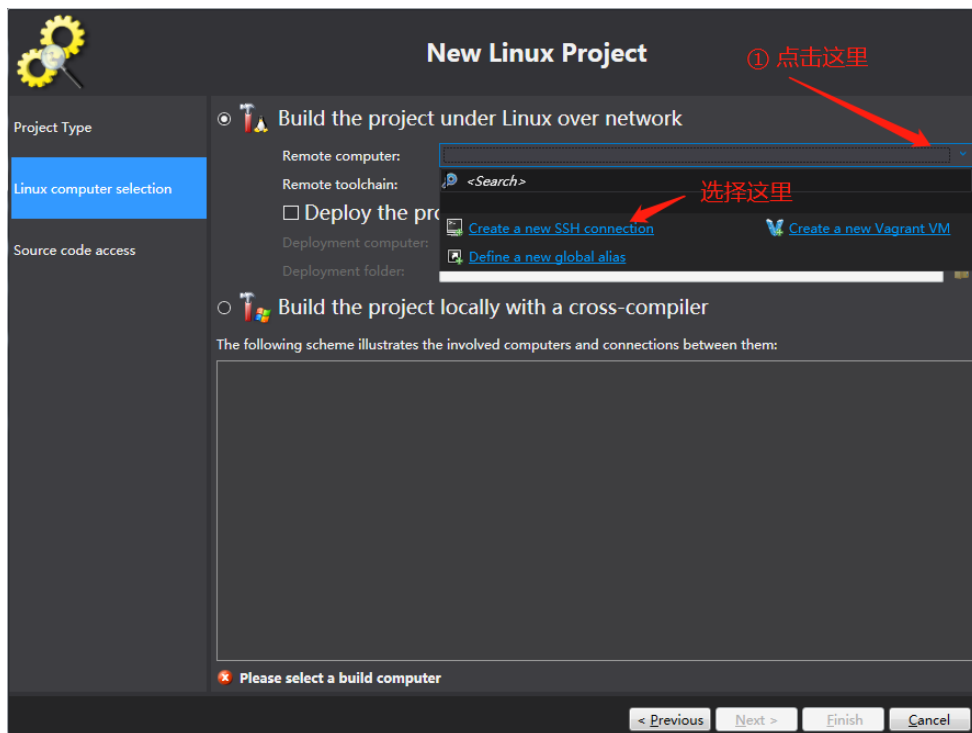 New Linux Project
① 点击这里
Project Type
Linux computer selection
Source code access
Build the project under Linux over network
Remote computer:
Remote toolchain:
<Search>
选择这里
Deploy the pro
Create a new SSH connection
Create a new Vagrant VM
Deployment computer:
Define a new global alias
Deployment folder:
Build the project locally with a cross-compiler
The following scheme illustrates the involved computers and connections between them:
Please select a build computer
< Previous
Next >
Finish
Cancel